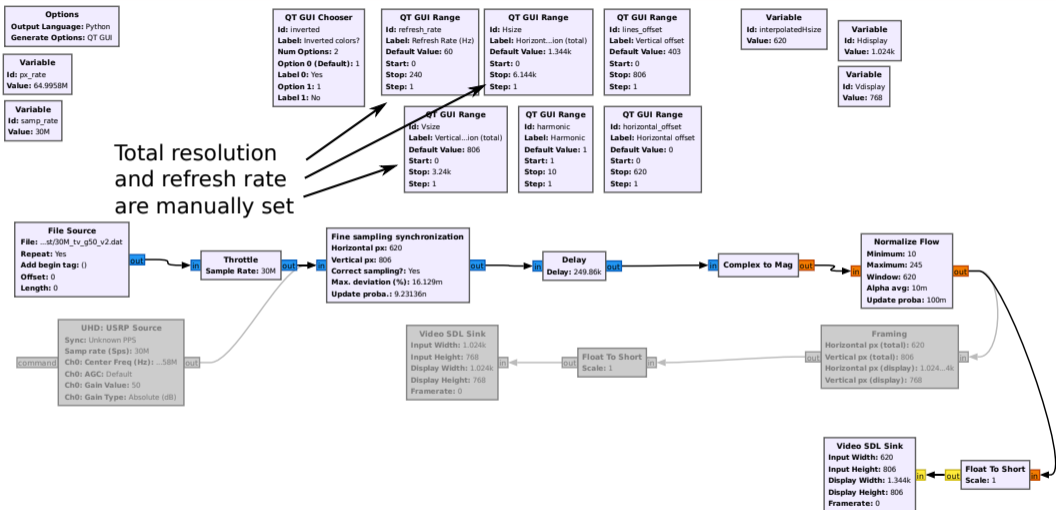 Options
Output Language: Python
Generate Options: QT GUI
Variable
Id: px_rate
Value: 64.9958M
Variable
Id: samp_rate
Value: 30M
QT GUI Chooser
Id: inverted
Label: Inverted colors?
Num Options: 2
Option 0 (Default): 1
Label 0: Yes
Option 1: 1
Label 1: No
QT GUI Range
Id: refresh_rate
Label: Refresh Rate (Hz)
Default Value: 60
Start: 0
Stop: 240
Step: 1
QT GUI Range
Id: Hsize
Label: Horizont...ion (total)
Default Value: 1.344k
Start: 0
Stop: 6.144k
Step: 1
QT GUI Range
Id: lines_offset
Label: Vertical offset
Default Value: 403
Start: 0
Stop: 806
Step: 1
Variable
Id: interpolatedHsize
Value: 620
Variable
Id: Hdisplay
Value: 1.024k
Variable
Id: Vdisplay
Value: 768
QT GUI Range
Id: Vsize
Label: Vertical...ion (total)
Default Value: 806
Start: 0
Stop: 3.24k
Step: 1
QT GUI Range
Id: harmonic
Label: Harmonic
Default Value: 1
Start: 1
Stop: 10
Step: 1
QT GUI Range
Id: horizontal_offset
Label: Horizontal offset
Default Value: 0
Start: 0
Stop: 620
Step: 1
Total resolution
and refresh rate
are manually set
File Source
File: ...st/30M_tv_g50_v2.dat
Repeat: Yes
Add begin tag: ()
Offset: 0
Length: 0
out
in
Throttle
Sample Rate: 30M
out
in
Fine sampling synchronization
Horizontal px: 620
Vertical px: 806
Correct sampling?: Yes
Max. deviation (%): 16.129m
Update proba.: 9.23136n
out
in
Delay
Delay: 249.86k
out
in
Complex to Mag
out
in
Normalize Flow
Minimum: 10
Maximum: 245
Window: 620
Alpha avg: 10m
Update proba: 100m
out
command
UHD: USRP Source
Sync: Unknown PPS
Samp rate (Sps): 30M
Ch0: Center Freq (Hz): ...58M
Ch0: AGC: Default
Ch0: Gain Value: 50
Ch0: Gain Type: Absolute (dB)
out
Video SDL Sink
Input Width: 1.024k
Input Height: 768
Display Width: 1.024k
Display Height: 768
Framerate: 0
in
out
Float To Short
Scale: 1
in
out
Framing
Horizontal px (total): 620
Vertical px (total): 806
Horizontal px (display): 1.024...4k
Vertical px (display): 768
in
Video SDL Sink
Input Width: 620
Input Height: 806
Display Width: 1.344k
Display Height: 806
Framerate: 0
in
out
Float To Short
Scale: 1
in